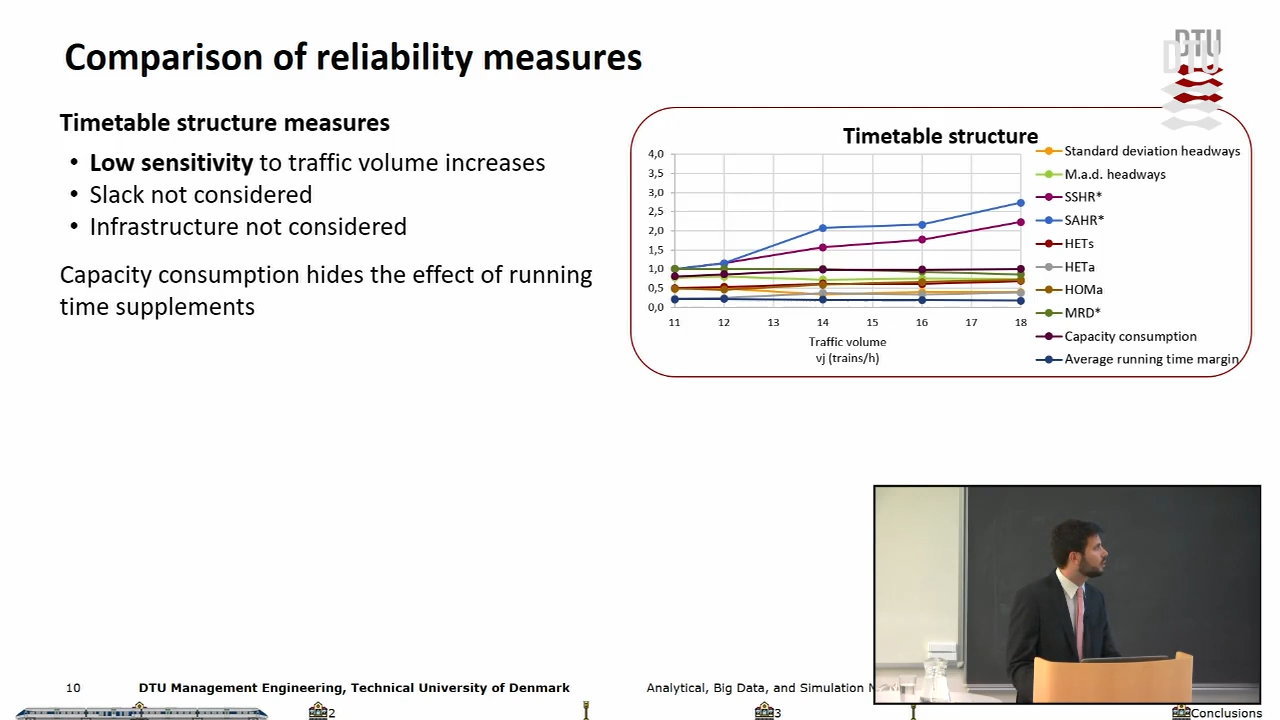 Comparison of reliability measures
DTU
DTU
Timetable structure measures
• Low sensitivity to traffic volume increases
• Slack not considered
• Infrastructure not considered
Capacity consumption hides the effect of running
time supplements
Timetable structure
4,0
3,5
3,0
2,5
2,0
1,5
1,0
0,5
0,0
11 12 13 14 15 16 17 18
Traffic volume
vj (trains/h)
Standard deviation headways
M.a.d. headways
SSHR*
SAHR*
HETs
HETa
HOMa
MRD*
Capacity consumption
Average running time margin
10 DTU Management Engineering, Technical University of Denmark Analytical, Big Data, and Simulation
2 3 Conclusions